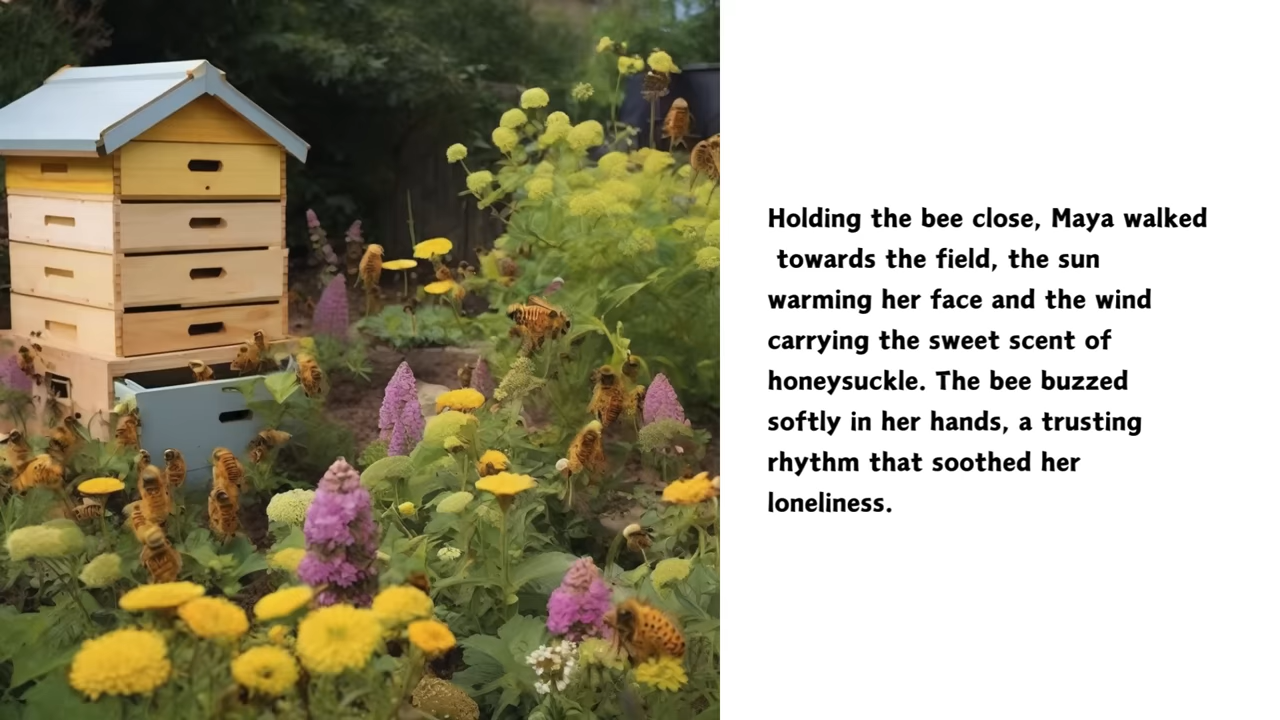 Holding the bee close, Maya walked
towards the field, the sun
warming her face and the wind
carrying the sweet scent of
honeysuckle. The bee buzzed
softly in her hands, a trusting
rhythm that soothed her
loneliness.